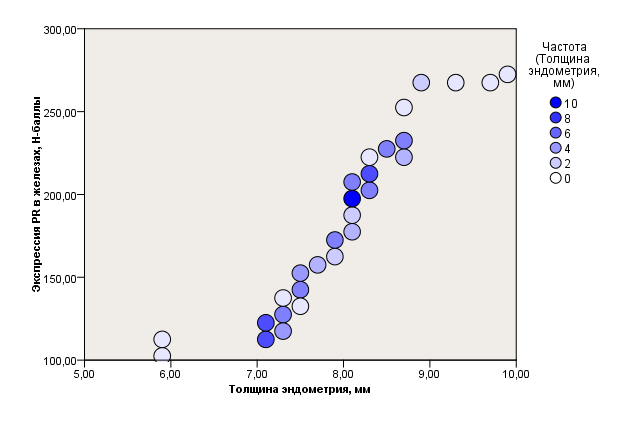 300,00
250,00
200,00
150,00
100,00
Экспрессия PR в железах, Н-баллы
5,00 6,00 7,00 8,00 9,00 10,00
Толщина эндометрия, мм
Частота
(Толщина
эндометрия,
мм)
10
8
6
4
2
0